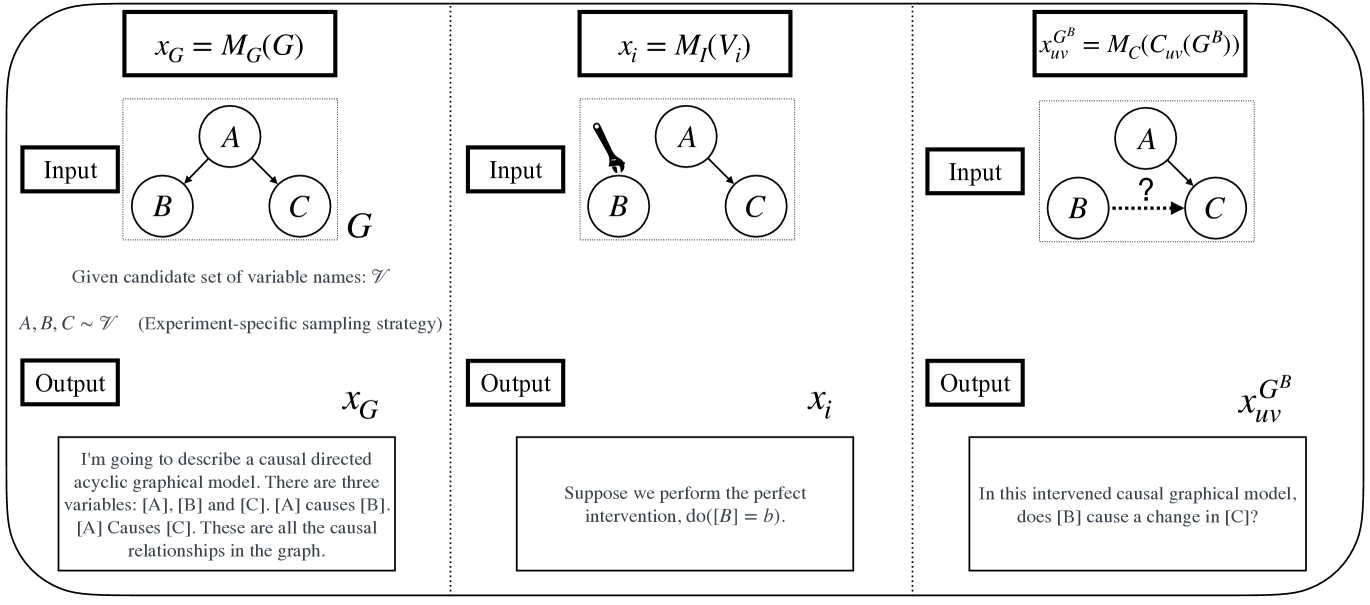 x_G = M_G(G)
Input
A
B
C
G
Given candidate set of variable names: 𝒱
A, B, C ~ 𝒱 (Experiment-specific sampling strategy)
Output
x_G
I'm going to describe a causal directed
acyclic graphical model. There are three
variables: [A], [B] and [C]. [A] causes [B].
[A] Causes [C]. These are all the causal
relationships in the graph.
x_i = M_I(V_i)
Input
A
B
C
Output
x_i
Suppose we perform the perfect
intervention, do([B] = b).
x_{uv}^{G^B} = M_C(C_{uv}(G^B))
Input
A
?
B
C
Output
x_{uv}^{G^B}
In this intervened causal graphical model,
does [B] cause a change in [C]?